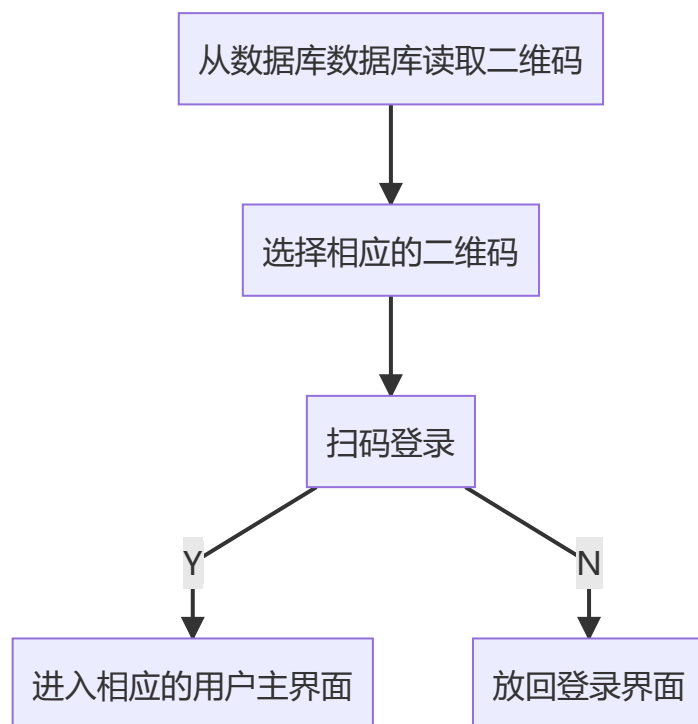 从数据库数据库读取二维码
选择相应的二维码
扫码登录
Y
N
进入相应的用户主界面
放回登录界面